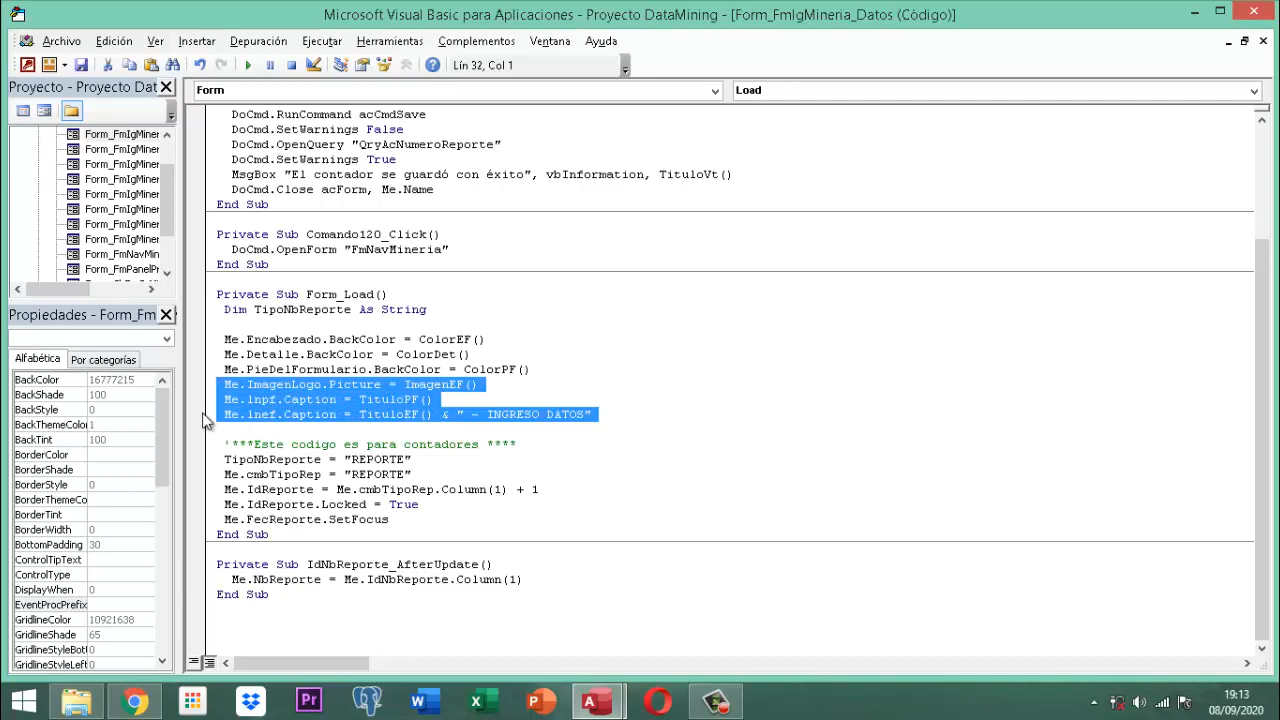 Microsoft Visual Basic para Aplicaciones - Proyecto DataMining - [Form_FmIgMineria_Datos (Código)]
Archivo Edición Ver Insertar Depuración Ejecutar Herramientas Complementos Ventana Ayuda
Lín 32, Col 1
Proyecto - Proyecto Dat
Form Load
Form_FmIgMiner
Form_FmIgMiner
Form_FmIgMiner
Form_FmIgMiner
Form_FmIgMiner
Form_FmIgMiner
Form_FmIgMiner
Form_FmIgMiner
Form_FmNavMin
Form_FmPanelPr
Propiedades - Form_Fm
Alfabética Por categorías
BackColor 16777215
BackShade 100
BackStyle 0
BackThemeColor 1
BackTint 100
BorderColor
BorderShade
BorderStyle 0
BorderThemeCo
BorderTint
BorderWidth 0
BottomPadding 30
ControlTipText
ControlType
DisplayWhen 0
EventProcPrefix
GridlineColor 10921638
GridlineShade 65
GridlineStyleBott 0
GridlineStyleLeft 0
DoCmd.RunCommand acCmdSave
DoCmd.SetWarnings False
DoCmd.OpenQuery "QryAcNumeroReporte"
DoCmd.SetWarnings True
MsgBox "El contador se guardó con éxito", vbInformation, TituloVt()
DoCmd.Close acForm, Me.Name
End Sub
Private Sub Comando120_Click()
DoCmd.OpenForm "FmNavMineria"
End Sub
Private Sub Form_Load()
Dim TipoNbReporte As String
Me.Encabezado.BackColor = ColorEF()
Me.Detalle.BackColor = ColorDet()
Me.PieDelFormulario.BackColor = ColorPF()
Me.ImagenLogo.Picture = ImagenEF()
Me.lnpf.Caption = TituloPF()
Me.lnef.Caption = TituloEF() & " - INGRESO DATOS"
'***Este codigo es para contadores ****
TipoNbReporte = "REPORTE"
Me.cmbTipoRep = "REPORTE"
Me.IdReporte = Me.cmbTipoRep.Column(1) + 1
Me.IdReporte.Locked = True
Me.FecReporte.SetFocus
End Sub
Private Sub IdNbReporte_AfterUpdate()
Me.NbReporte = Me.IdNbReporte.Column(1)
End Sub
19:13
08/09/2020